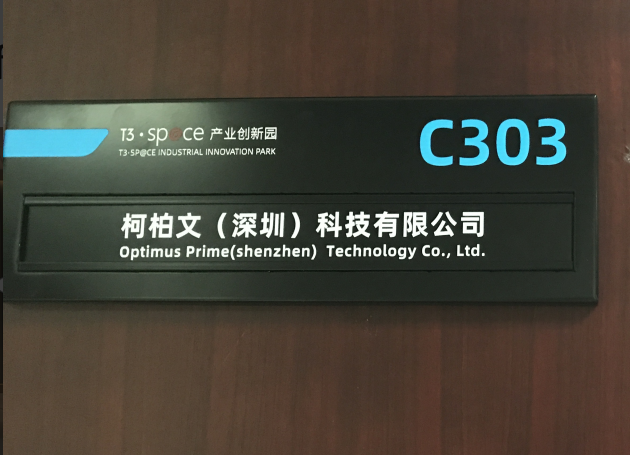 T3·sp@ce 产业创新园
T3·SP@CE INDUSTRIAL INNOVATION PARK
C303
柯柏文（深圳）科技有限公司
Optimus Prime(shenzhen) Technology Co., Ltd.